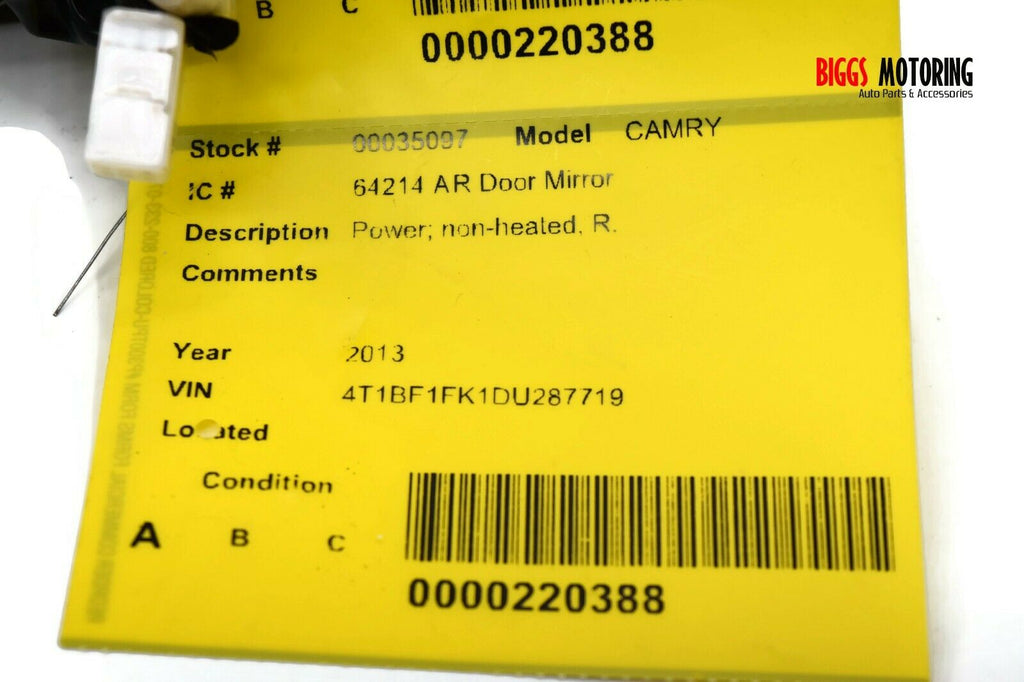 B C
0000220388
BIGGS MOTORING
Auto Parts & Accessories
Stock # 00035097 Model CAMRY
IC # 64214 AR Door Mirror
Description Power; non-heated, R.
Comments
Year 2013
VIN 4T1BF1FK1DU287719
Located
Condition
A B C
0000220388